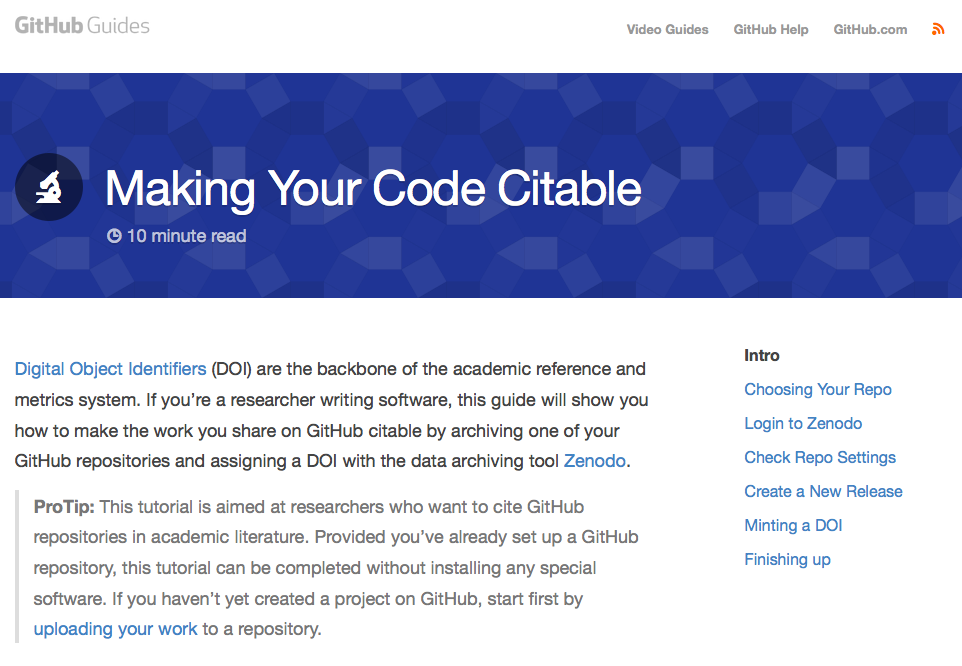 GitHub Guides
Video Guides GitHub Help GitHub.com
Making Your Code Citable
10 minute read
Digital Object Identifiers (DOI) are the backbone of the academic reference and
metrics system. If you’re a researcher writing software, this guide will show you
how to make the work you share on GitHub citable by archiving one of your
GitHub repositories and assigning a DOI with the data archiving tool Zenodo.
ProTip: This tutorial is aimed at researchers who want to cite GitHub
repositories in academic literature. Provided you’ve already set up a GitHub
repository, this tutorial can be completed without installing any special
software. If you haven’t yet created a project on GitHub, start first by
uploading your work to a repository.
Intro
Choosing Your Repo
Login to Zenodo
Check Repo Settings
Create a New Release
Minting a DOI
Finishing up